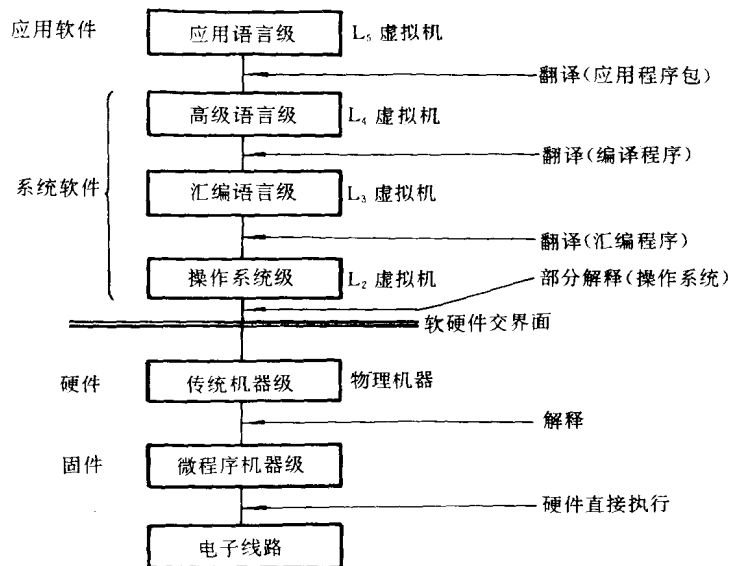 应用软件 应用语言级 L₅ 虚拟机
翻译(应用程序包)
高级语言级 L₄ 虚拟机
翻译(编译程序)
系统软件 汇编语言级 L₃ 虚拟机
翻译(汇编程序)
操作系统级 L₂ 虚拟机 部分解释(操作系统)
软硬件交界面
硬件 传统机器级 物理机器
解释
固件 微程序机器级
硬件直接执行
电子线路